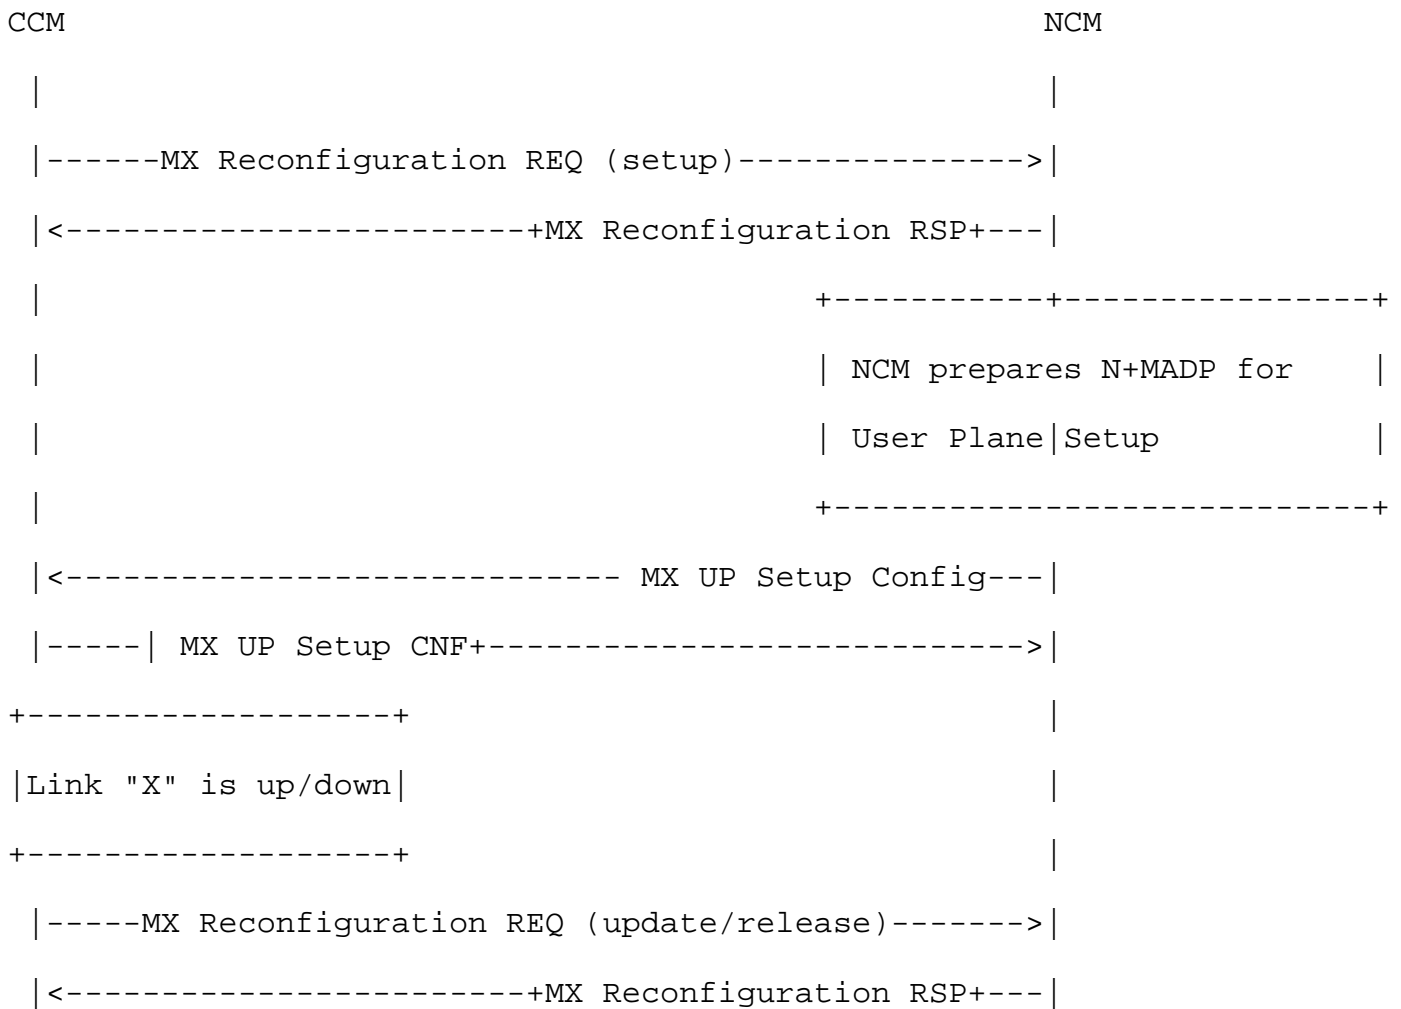 CCM                                                   NCM
 |                                                     |
 |------MX Reconfiguration REQ (setup)--------------->|
 |<------------------------+MX Reconfiguration RSP+---|
 |                                        +-----------+----------------+
 |                                        | NCM prepares N+MADP for    |
 |                                        | User Plane|Setup           |
 |                                        +----------------------------+
 |<----------------------------- MX UP Setup Config---|
 |-----| MX UP Setup CNF+---------------------------->|
+-------------------+                                  |
|Link "X" is up/down|                                  |
+-------------------+                                  |
 |-----MX Reconfiguration REQ (update/release)------->|
 |<------------------------+MX Reconfiguration RSP+---|